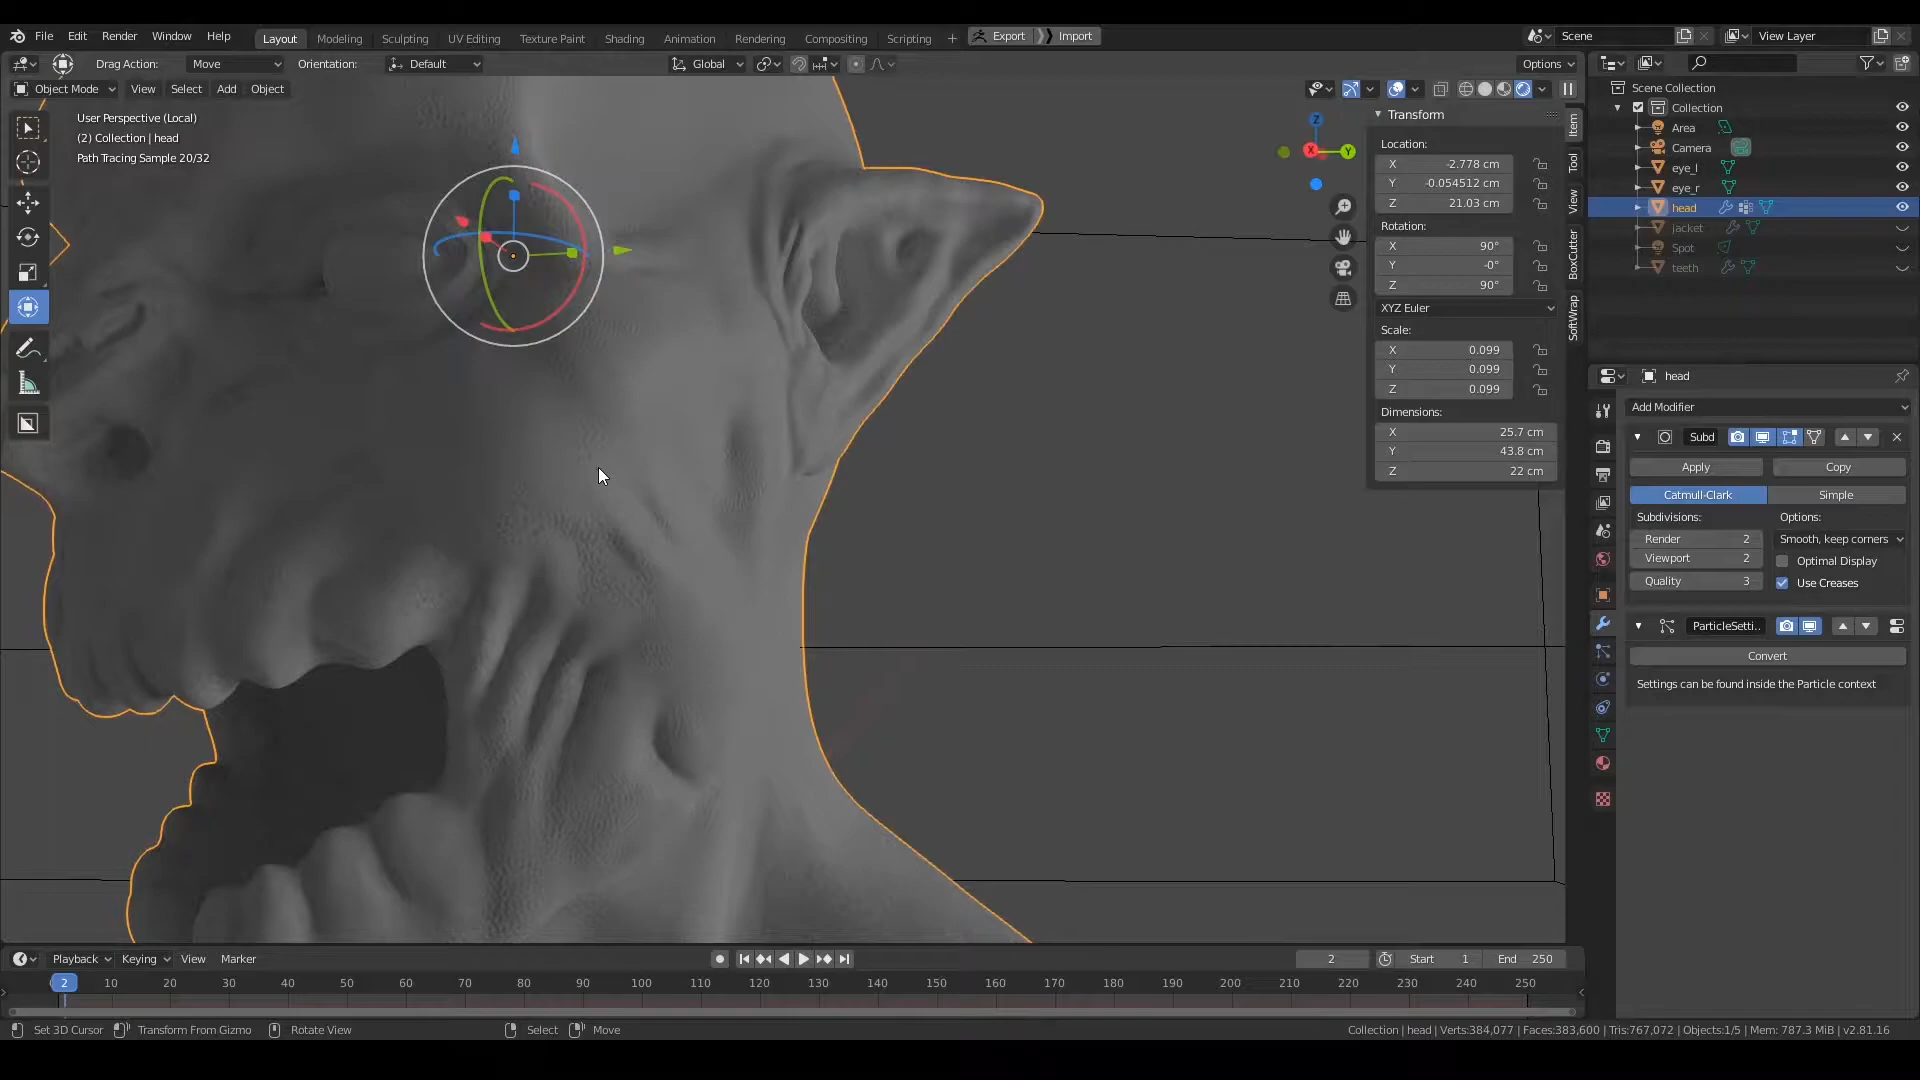 File Edit Render Window Help Layout Modeling Sculpting UV Editing Texture Paint Shading Animation Rendering Compositing Scripting + Export Import Scene View Layer
Drag Action: Move Orientation: Default Global Options
Object Mode View Select Add Object
User Perspective (Local)
(2) Collection | head
Path Tracing Sample 20/32
Z
X
Y
Transform
Location:
X -2.778 cm
Y -0.054512 cm
Z 21.03 cm
Rotation:
X 90°
Y -0°
Z 90°
XYZ Euler
Scale:
X 0.099
Y 0.099
Z 0.099
Dimensions:
X 25.7 cm
Y 43.8 cm
Z 22 cm
Item
Tool
View
BoxCutter
SoftWrap
Scene Collection
Collection
Area
Camera
eye_l
eye_r
head
jacket
Spot
teeth
head
Add Modifier
Subd
Apply Copy
Catmull-Clark Simple
Subdivisions: Options:
Render 2 Smooth, keep corners
Viewport 2 Optimal Display
Quality 3 Use Creases
ParticleSetti..
Convert
Settings can be found inside the Particle context
Playback Keying View Marker 2 Start 1 End 250
2 10 20 30 40 50 60 70 80 90 100 110 120 130 140 150 160 170 180 190 200 210 220 230 240 250
Set 3D Cursor Transform From Gizmo Rotate View Select Move Collection | head | Verts:384,077 | Faces:383,600 | Tris:767,072 | Objects:1/5 | Mem: 787.3 MiB | v2.81.16